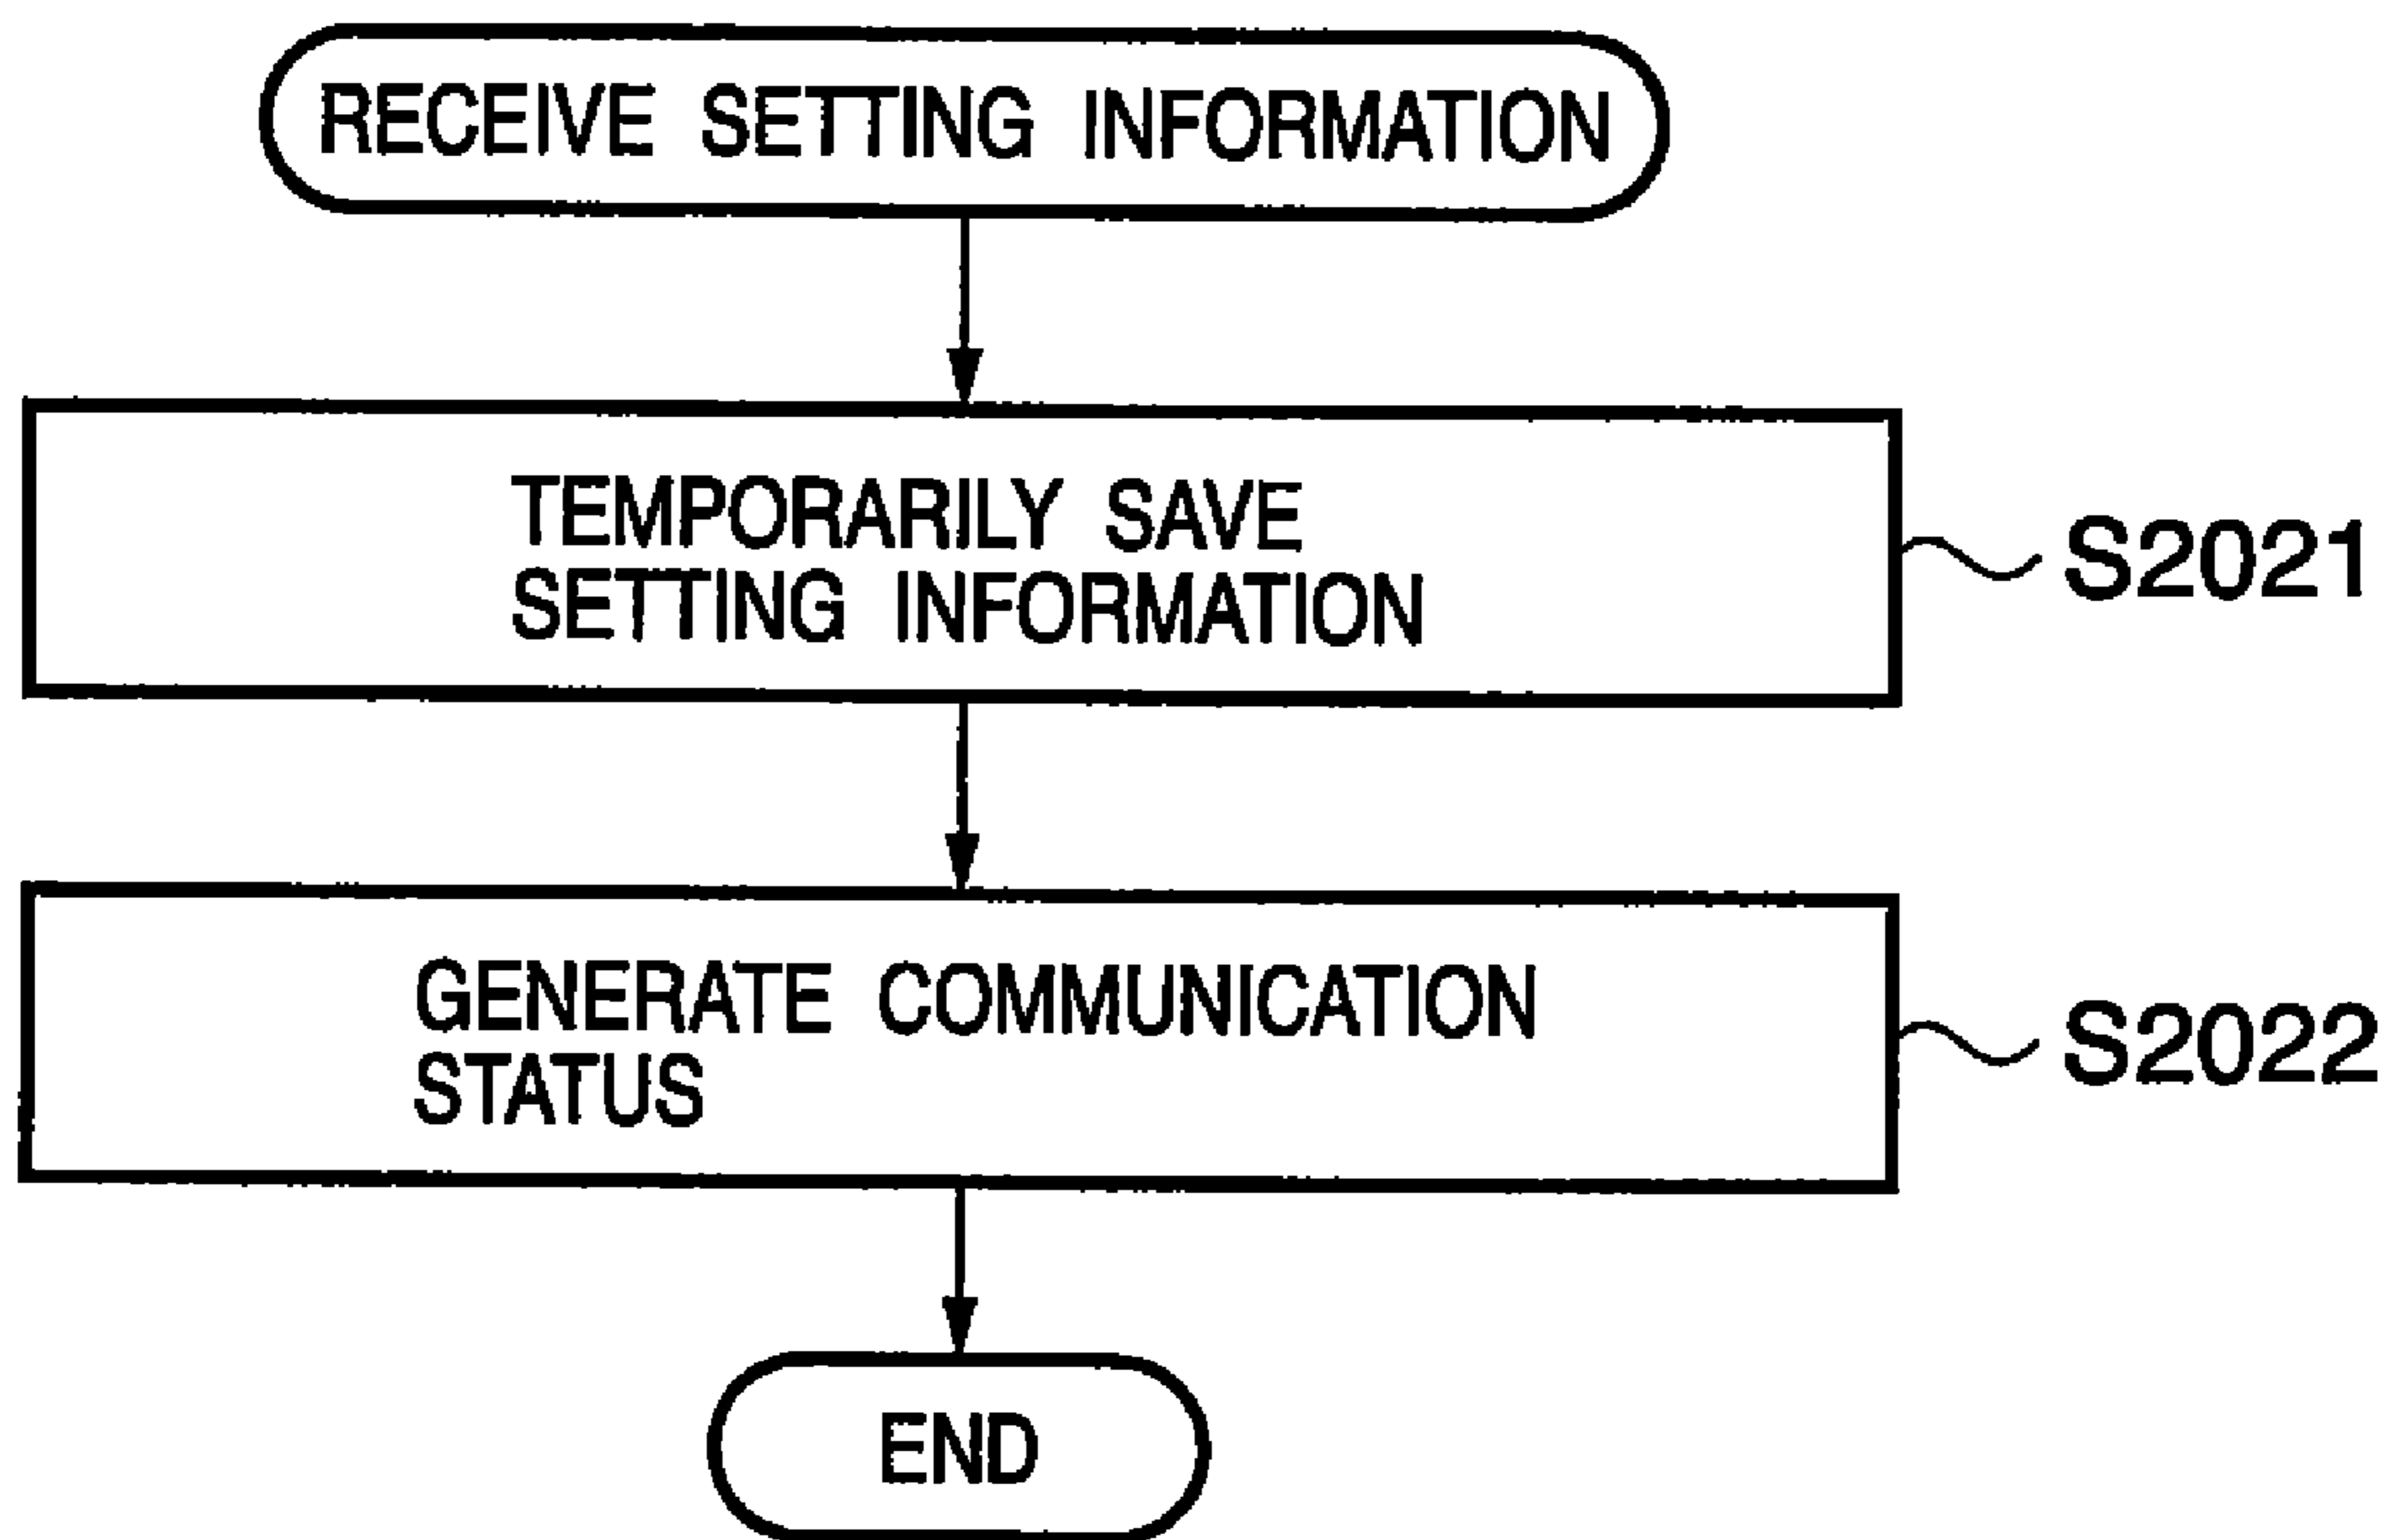 RECEIVE SETTING INFORMATION
TEMPORARILY SAVE
SETTING INFORMATION
S2021
GENERATE COMMUNICATION
STATUS
S2022
END